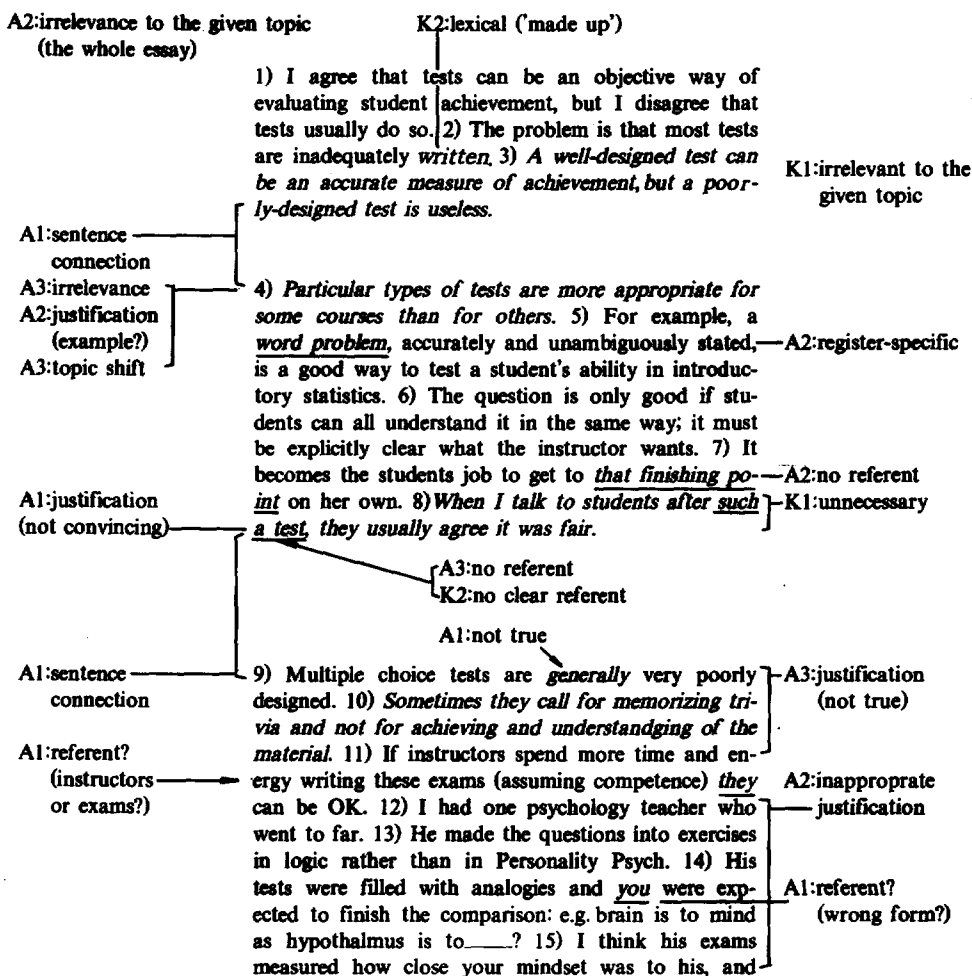 A2:irrelevance to the given topic
(the whole essay)
K2:lexical ('made up')
1) I agree that tests can be an objective way of
evaluating student achievement, but I disagree that
tests usually do so. 2) The problem is that most tests
are inadequately written. 3) A well-designed test can
be an accurate measure of achievement, but a poor-
ly-designed test is useless.
K1:irrelevant to the
given topic
A1:sentence
connection
A3:irrelevance
A2:justification
(example?)
A3:topic shift
4) Particular types of tests are more appropriate for
some courses than for others. 5) For example, a
word problem, accurately and unambiguously stated,
is a good way to test a student's ability in introduc-
tory statistics. 6) The question is only good if stu-
dents can all understand it in the same way; it must
be explicitly clear what the instructor wants. 7) It
becomes the students job to get to that finishing po-
int on her own. 8) When I talk to students after such
a test, they usually agree it was fair.
A2:register-specific
A2:no referent
K1:unnecessary
A1:justification
(not convincing)
A3:no referent
K2:no clear referent
A1:not true
A1:sentence
connection
9) Multiple choice tests are generally very poorly
designed. 10) Sometimes they call for memorizing tri-
via and not for achieving and understandging of the
material. 11) If instructors spend more time and en-
ergy writing these exams (assuming competence) they
can be OK. 12) I had one psychology teacher who
went to far. 13) He made the questions into exercises
in logic rather than in Personality Psych. 14) His
tests were filled with analogies and you were exp-
ected to finish the comparison: e.g. brain is to mind
as hypothalmus is to____? 15) I think his exams
measured how close your mindset was to his, and
A3:justification
(not true)
A1:referent?
(instructors
or exams?)
A2:inapproprate
justification
A1:referent?
(wrong form?)